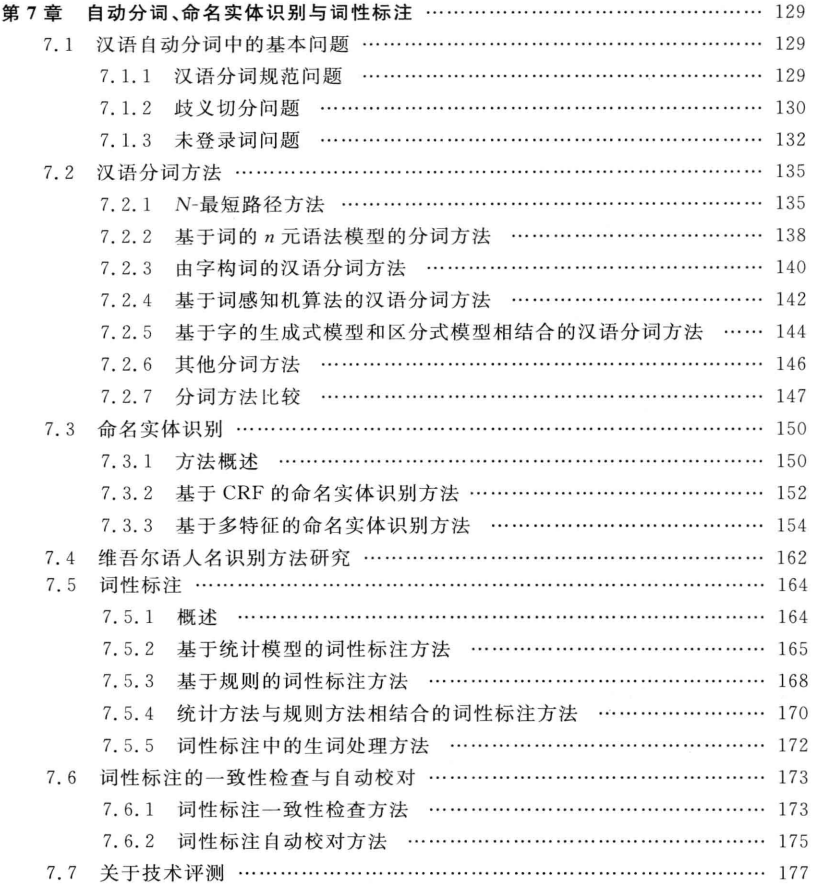 第 7 章 自动分词、命名实体识别与词性标注 …………………………………………… 129
7.1 汉语自动分词中的基本问题 …………………………………………………… 129
7.1.1 汉语分词规范问题 …………………………………………………… 129
7.1.2 歧义切分问题 ………………………………………………………… 130
7.1.3 未登录词问题 ………………………………………………………… 132
7.2 汉语分词方法 …………………………………………………………………… 135
7.2.1 N-最短路径方法 ……………………………………………………… 135
7.2.2 基于词的 n 元语法模型的分词方法 ………………………………… 138
7.2.3 由字构词的汉语分词方法 …………………………………………… 140
7.2.4 基于词感知机算法的汉语分词方法 ………………………………… 142
7.2.5 基于字的生成式模型和区分式模型相结合的汉语分词方法 …… 144
7.2.6 其他分词方法 ………………………………………………………… 146
7.2.7 分词方法比较 ………………………………………………………… 147
7.3 命名实体识别 …………………………………………………………………… 150
7.3.1 方法概述 ……………………………………………………………… 150
7.3.2 基于 CRF 的命名实体识别方法 …………………………………… 152
7.3.3 基于多特征的命名实体识别方法 …………………………………… 154
7.4 维吾尔语人名识别方法研究 …………………………………………………… 162
7.5 词性标注 ………………………………………………………………………… 164
7.5.1 概述 …………………………………………………………………… 164
7.5.2 基于统计模型的词性标注方法 ……………………………………… 165
7.5.3 基于规则的词性标注方法 …………………………………………… 168
7.5.4 统计方法与规则方法相结合的词性标注方法 ……………………… 170
7.5.5 词性标注中的生词处理方法 ………………………………………… 172
7.6 词性标注的一致性检查与自动校对 …………………………………………… 173
7.6.1 词性标注一致性检查方法 …………………………………………… 173
7.6.2 词性标注自动校对方法 ……………………………………………… 175
7.7 关于技术评测 …………………………………………………………………… 177